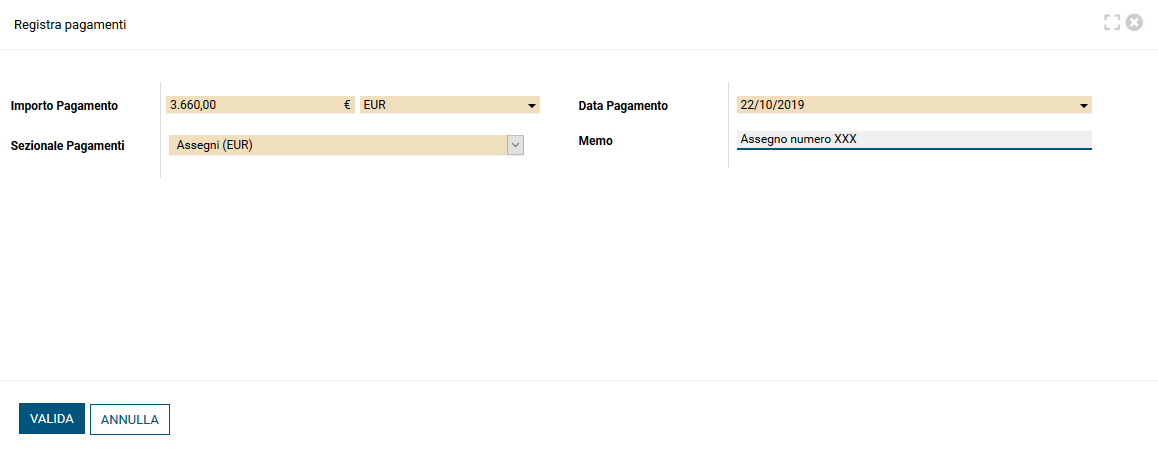 Registra pagamenti
Importo Pagamento 3.660,00 € EUR
Data Pagamento 22/10/2019
Sezionale Pagamenti Assegni (EUR)
Memo Assegno numero XXX
VALIDA ANNULLA